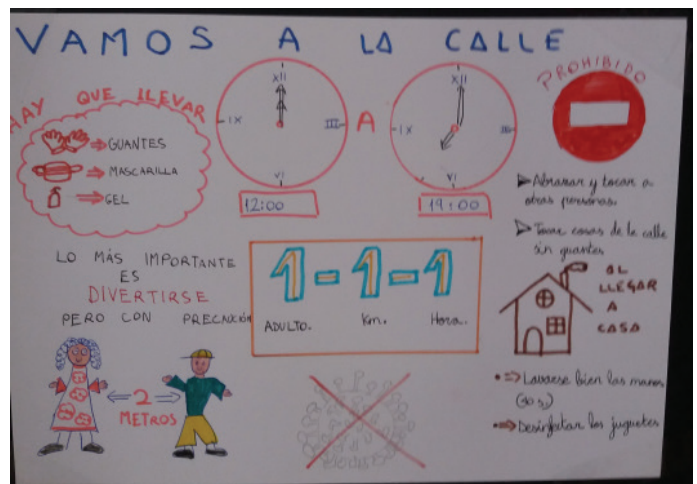 VAMOS A LA CALLE
HAY QUE LLEVAR
GUANTES
MASCARILLA
GEL
XII
III
VI
IX
12:00
A
XII
III
VI
IX
19:00
PROHIBIDO
Abrazar y tocar a
otras personas.
Tocar cosas de la calle
sin guantes
LO MÁS IMPORTANTE
ES
DIVERTIRSE
PERO CON PRECAUCIÓN
1-1-1
ADULTO. Km. Hora.
AL
LLEGAR
A
CASA
Lavarse bien las manos
Desinfectar los juguetes
2
METROS